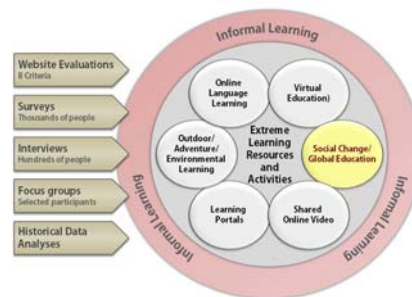 Informal Learning
Website Evaluations
8 Criteria
Surveys
Thousands of people
Interviews
Hundreds of people
Focus groups
Selected participants
Historical Data
Analyses
Online
Language
Learning
Virtual
Education)
Outdoor/
Adventure/
Environmental
Learning
Extreme
Learning
Resources
and
Activities
Social Change/
Global Education
Learning
Portals
Shared
Online Video
Informal Learning
Informal Learning